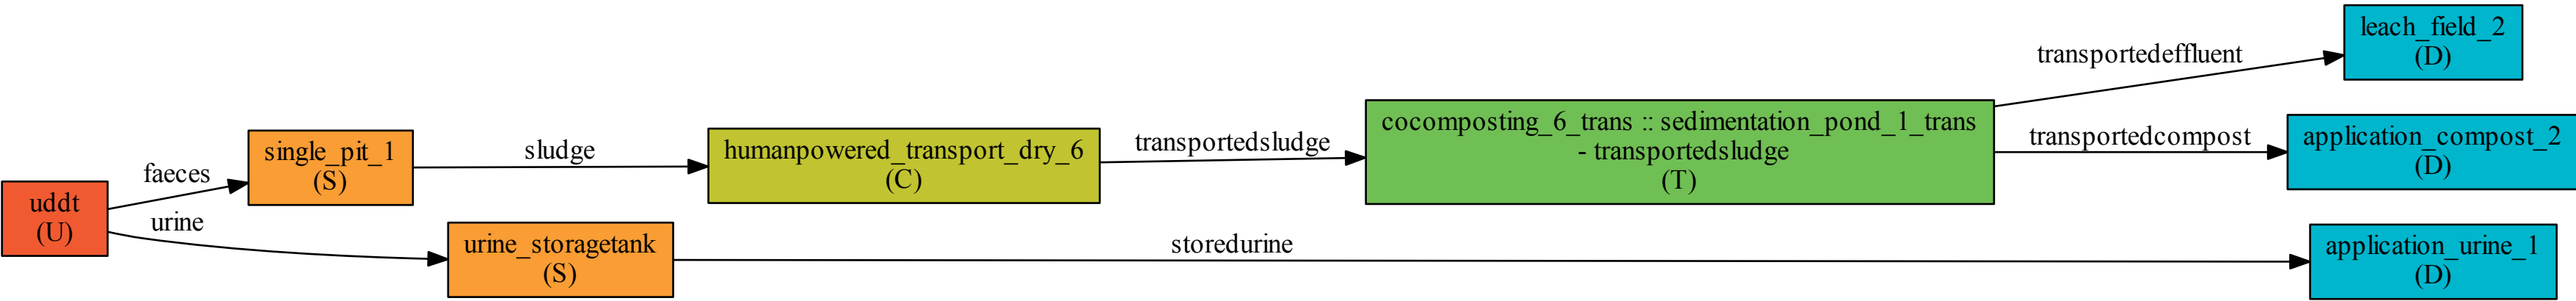 uddt
(U)
faeces
urine
single_pit_1
(S)
urine_storagetank
(S)
sludge
humanpowered_transport_dry_6
(C)
transportedsludge
storedurine
cocomposting_6_trans :: sedimentation_pond_1_trans
- transportedsludge
(T)
transportedeffluent
transportedcompost
leach_field_2
(D)
application_compost_2
(D)
application_urine_1
(D)